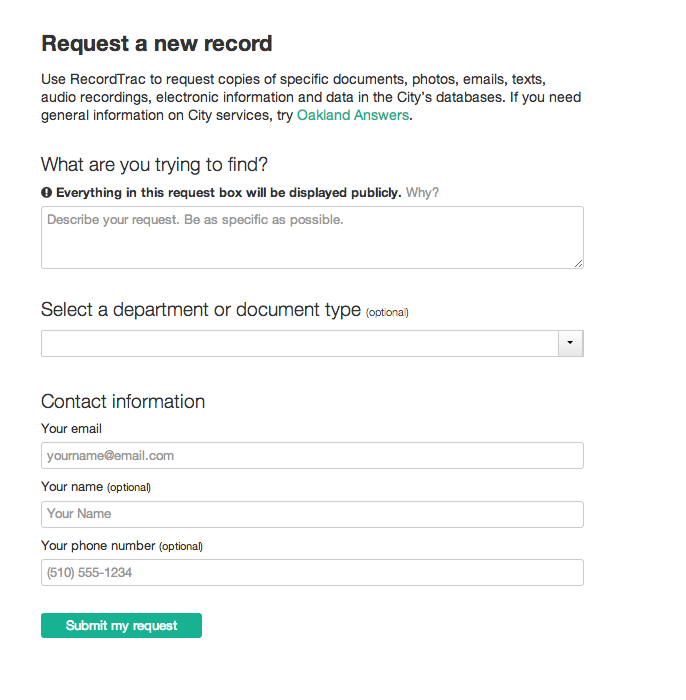 Request a new record
Use RecordTrac to request copies of specific documents, photos, emails, texts,
audio recordings, electronic information and data in the City’s databases. If you need
general information on City services, try Oakland Answers.
What are you trying to find?
Everything in this request box will be displayed publicly. Why?
Describe your request. Be as specific as possible.
Select a department or document type (optional)
Contact information
Your email
yourname@email.com
Your name (optional)
Your Name
Your phone number (optional)
(510) 555-1234
Submit my request